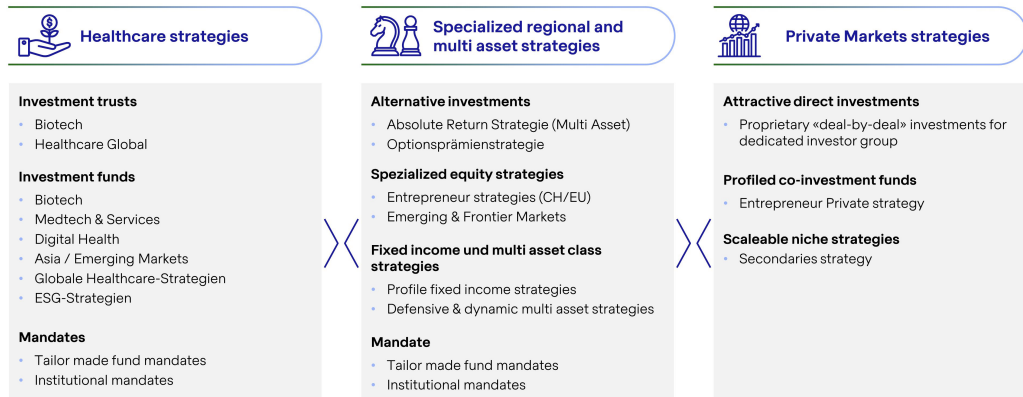 Healthcare strategies
Investment trusts
• Biotech
• Healthcare Global
Investment funds
• Biotech
• Medtech & Services
• Digital Health
• Asia / Emerging Markets
• Globale Healthcare-Strategien
• ESG-Strategien
Mandates
• Tailor made fund mandates
• Institutional mandates
Specialized regional and
multi asset strategies
Alternative investments
• Absolute Return Strategie (Multi Asset)
• Optionsprämienstrategie
Spezialized equity strategies
• Entrepreneur strategies (CH/EU)
• Emerging & Frontier Markets
Fixed income und multi asset class
strategies
• Profile fixed income strategies
• Defensive & dynamic multi asset strategies
Mandate
• Tailor made fund mandates
• Institutional mandates
Private Markets strategies
Attractive direct investments
• Proprietary «deal-by-deal» investments for
dedicated investor group
Profiled co-investment funds
• Entrepreneur Private strategy
Scaleable niche strategies
• Secondaries strategy